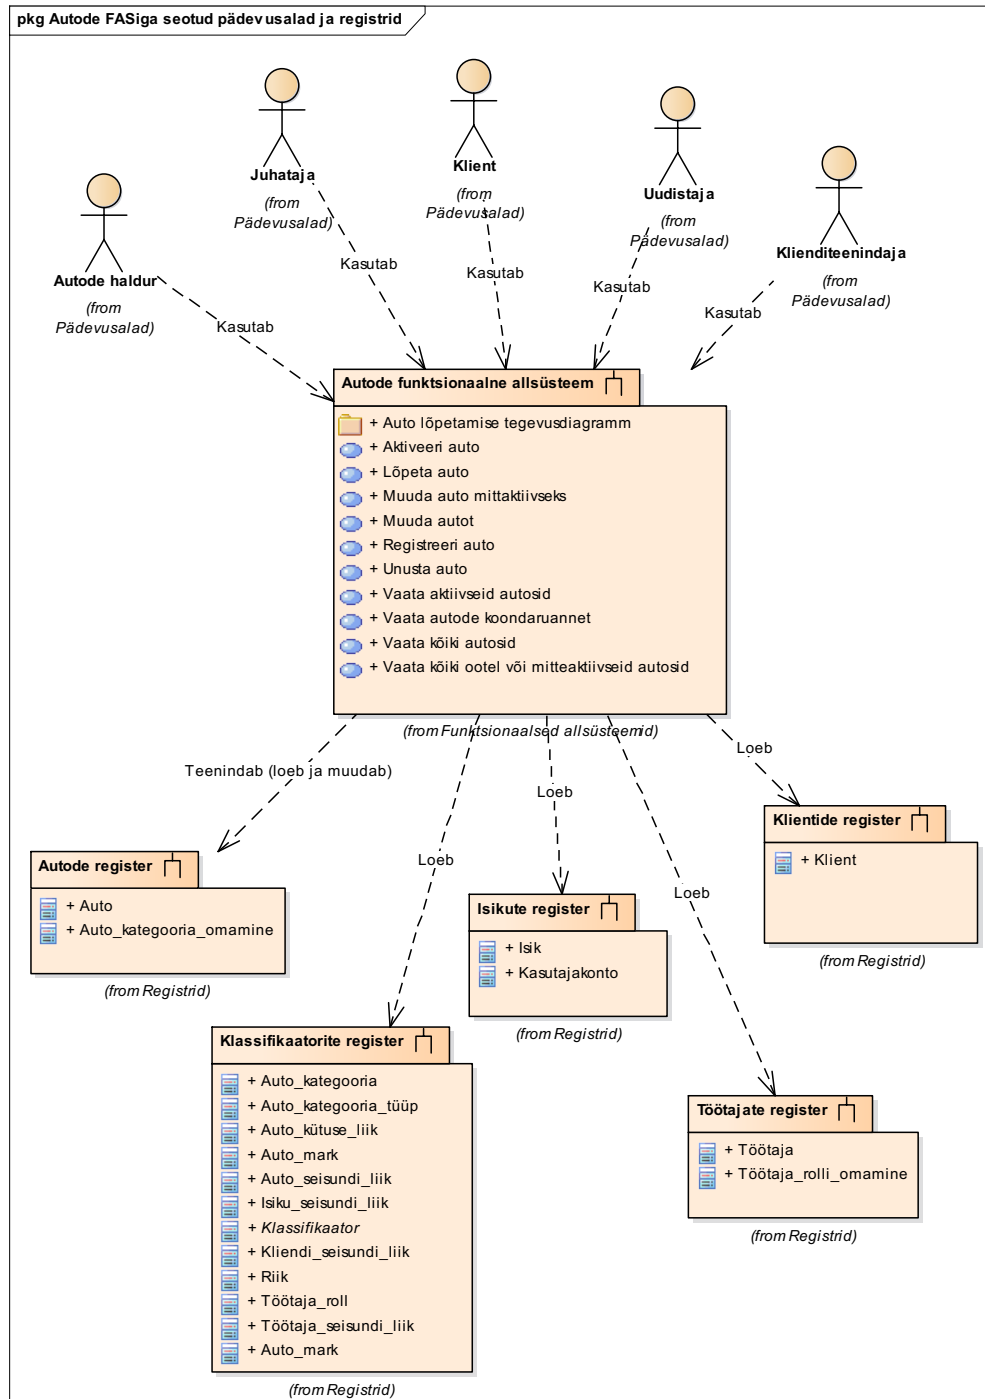 pkg Autode FASiga seotud pädevusalad ja registrid
Juhataja
(from
Pädevusalad)
Klient
(from
Pädevusalad)
Uudistaja
(from
Pädevusalad)
Klienditeenindaja
(from
Pädevusalad)
Autode haldur
(from
Pädevusalad)
Kasutab
Kasutab
Kasutab
Kasutab
Kasutab
Autode funktsionaalne allsüsteem
+ Auto lõpetamise tegevusdiagramm
+ Aktiveeri auto
+ Lõpeta auto
+ Muuda auto mittaktiivseks
+ Muuda autot
+ Registreeri auto
+ Unusta auto
+ Vaata aktiivseid autosid
+ Vaata autode koondaruannet
+ Vaata kõiki autosid
+ Vaata kõiki ootel või mitteaktiivseid autosid
(from Funktsionaalsed allsüsteemid)
Teenindab (loeb ja muudab)
Loeb
Loeb
Loeb
Loeb
Autode register
+ Auto
+ Auto_kategooria_omamine
(from Registrid)
Klientide register
+ Klient
(from Registrid)
Isikute register
+ Isik
+ Kasutajakonto
(from Registrid)
Klassifikaatorite register
+ Auto_kategooria
+ Auto_kategooria_tüüp
+ Auto_kütuse_liik
+ Auto_mark
+ Auto_seisundi_liik
+ Isiku_seisundi_liik
+ Klassifikaator
+ Kliendi_seisundi_liik
+ Riik
+ Töötaja_roll
+ Töötaja_seisundi_liik
+ Auto_mark
(from Registrid)
Töötajate register
+ Töötaja
+ Töötaja_rolli_omamine
(from Registrid)